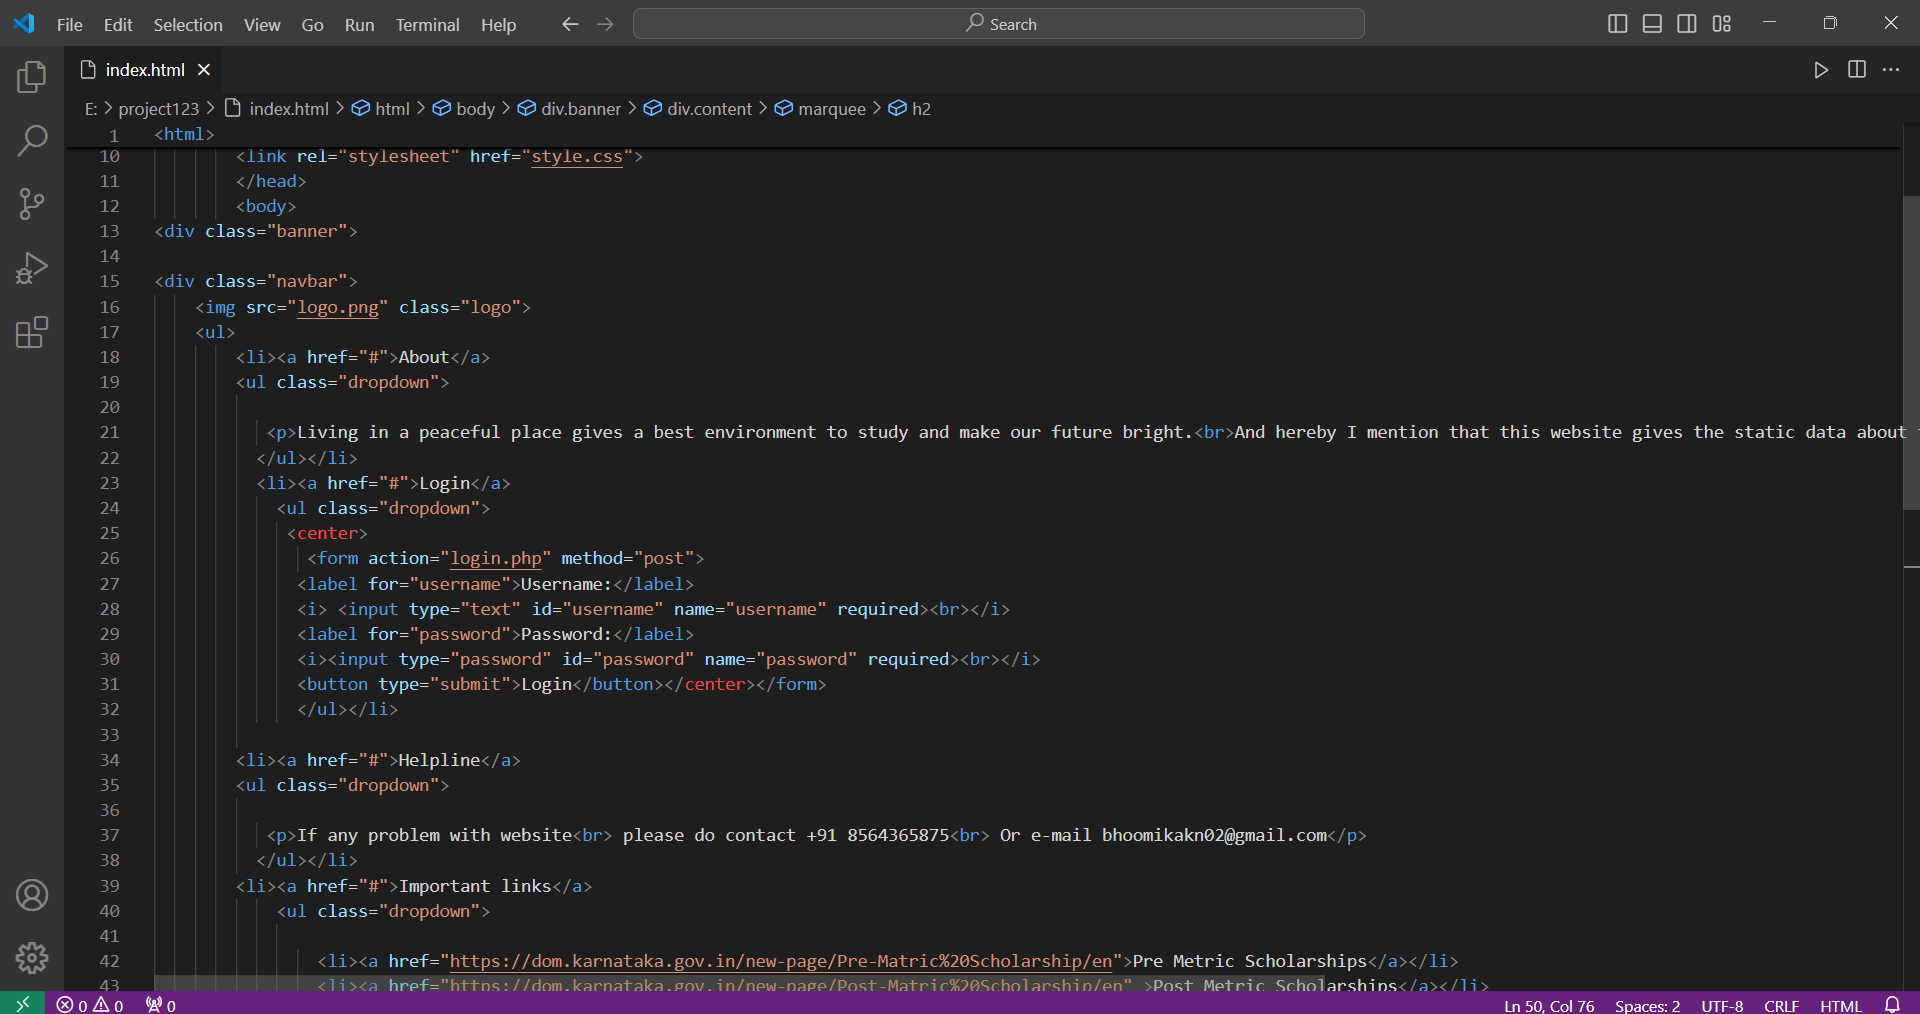 File Edit Selection View Go Run Terminal Help Search
index.html
E: > project123 > index.html > html > body > div.banner > div.content > marquee > h2
1 <html>
10 <link rel="stylesheet" href="style.css">
11 </head>
12 <body>
13 <div class="banner">
14
15 <div class="navbar">
16 <img src="logo.png" class="logo">
17 <ul>
18 <li><a href="#">About</a>
19 <ul class="dropdown">
20
21 <p>Living in a peaceful place gives a best environment to study and make our future bright.<br>And hereby I mention that this website gives the static data about
22 </ul></li>
23 <li><a href="#">Login</a>
24 <ul class="dropdown">
25 <center>
26 <form action="login.php" method="post">
27 <label for="username">Username:</label>
28 <i> <input type="text" id="username" name="username" required><br></i>
29 <label for="password">Password:</label>
30 <i><input type="password" id="password" name="password" required><br></i>
31 <button type="submit">Login</button></center></form>
32 </ul></li>
33
34 <li><a href="#">Helpline</a>
35 <ul class="dropdown">
36
37 <p>If any problem with website<br> please do contact +91 8564365875<br> Or e-mail bhoomikakn02@gmail.com</p>
38 </ul></li>
39 <li><a href="#">Important links</a>
40 <ul class="dropdown">
41
42 <li><a href="https://dom.karnataka.gov.in/new-page/Pre-Matric%20Scholarship/en">Pre Metric Scholarships</a></li>
43 <li><a href="https://dom.karnataka.gov.in/new-page/Post-Matric%20Scholarship/en" >Post Metric Scholarships</a></li>
0 0 0 Ln 50, Col 76 Spaces: 2 UTF-8 CRLF HTML